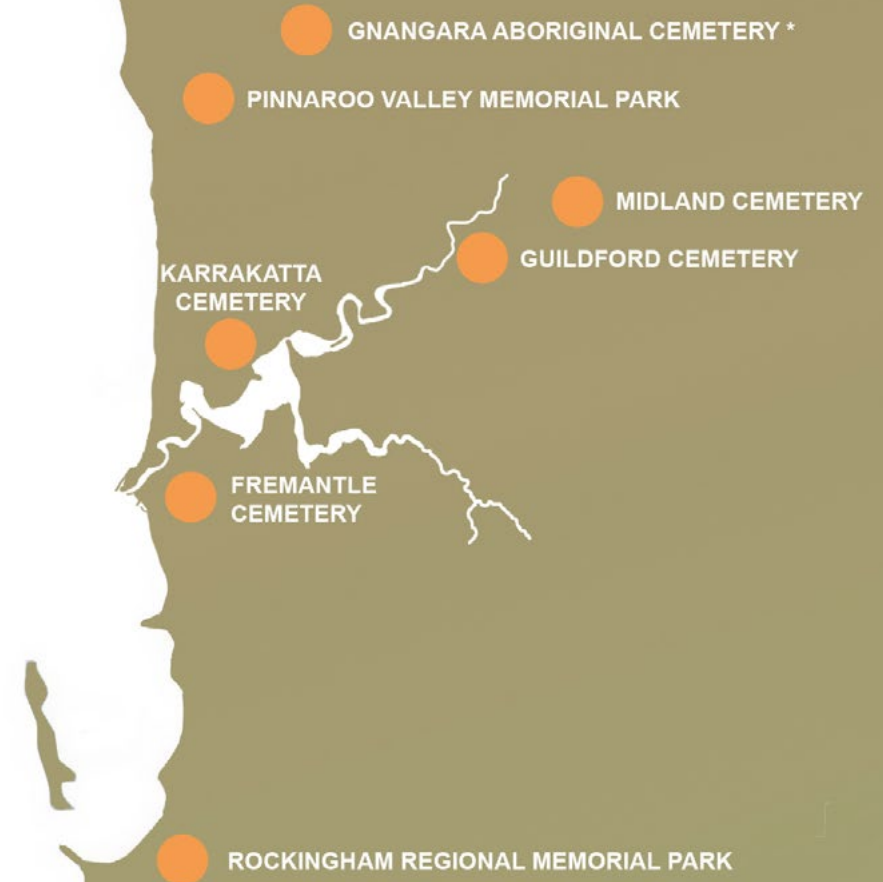 GNANGARA ABORIGINAL CEMETERY *
PINNAROO VALLEY MEMORIAL PARK
MIDLAND CEMETERY
GUILDFORD CEMETERY
KARRAKATTA
CEMETERY
FREMANTLE
CEMETERY
ROCKINGHAM REGIONAL MEMORIAL PARK